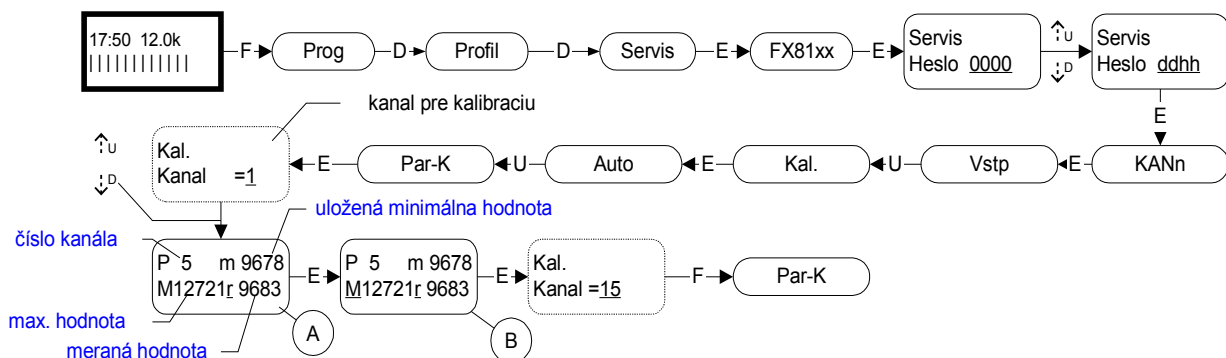 17:50 12.0k
||||||||||||
F
Prog
D
Profil
D
Servis
E
FX81xx
E
Servis
Heslo 0000
U
D
Servis
Heslo ddhh
E
kanal pre kalibraciu
U
D
Kal.
Kanal =1
E
Par-K
U
Auto
E
Kal.
U
Vstp
E
KANn
číslo kanála
uložená minimálna hodnota
P 5 m 9678
M12721r 9683
E
P 5 m 9678
M12721r 9683
E
Kal.
Kanal =15
F
Par-K
max. hodnota
meraná hodnota
A
B